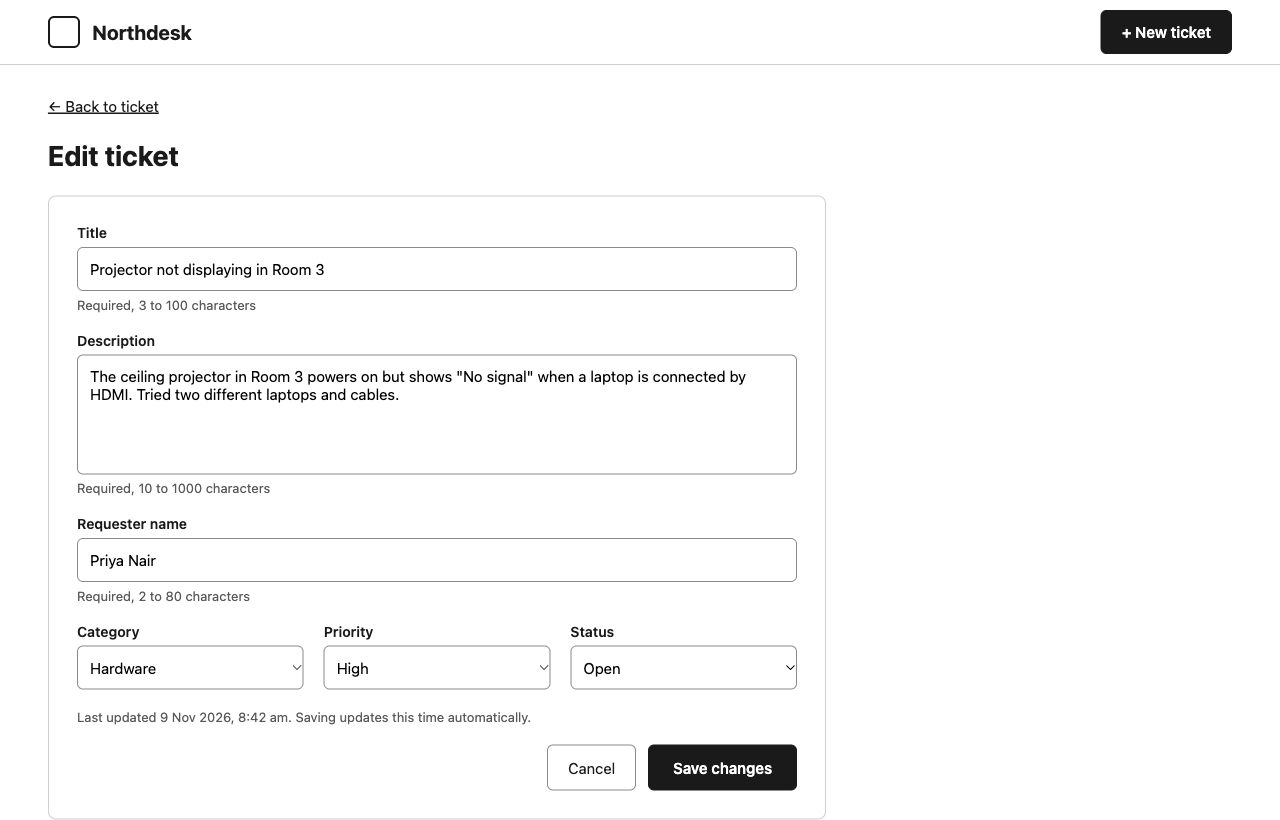 Northdesk
+ New ticket
← Back to ticket
Edit ticket
Title
Projector not displaying in Room 3
Required, 3 to 100 characters
Description
The ceiling projector in Room 3 powers on but shows "No signal" when a laptop is connected by
HDMI. Tried two different laptops and cables.
Required, 10 to 1000 characters
Requester name
Priya Nair
Required, 2 to 80 characters
Category
Priority
Status
Hardware
High
Open
Last updated 9 Nov 2026, 8:42 am. Saving updates this time automatically.
Cancel
Save changes